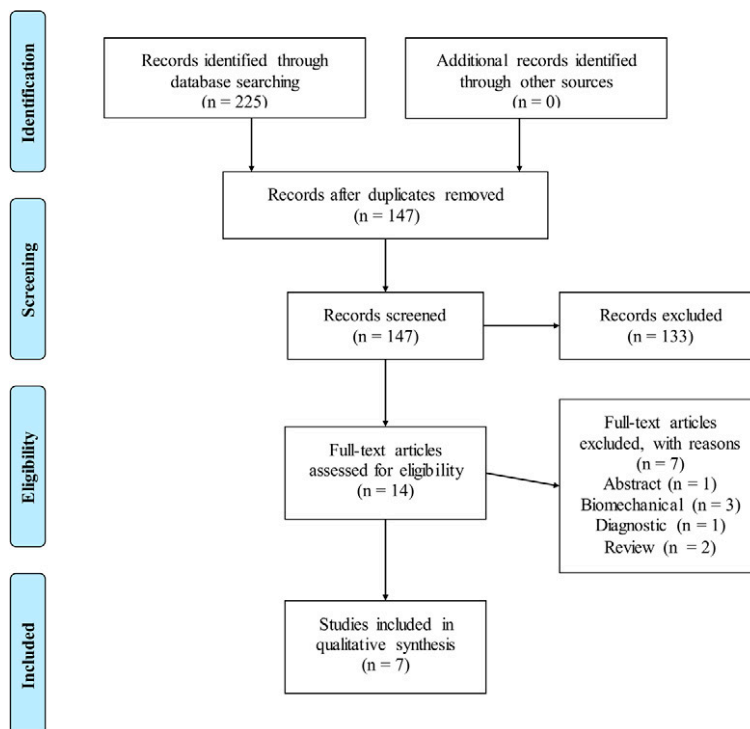 Identification
Records identified through
database searching
(n = 225)
Additional records identified
through other sources
(n = 0)
Records after duplicates removed
(n = 147)
Screening
Records screened
(n = 147)
Records excluded
(n = 133)
Eligibility
Full-text articles
assessed for eligibility
(n = 14)
Full-text articles
excluded, with reasons
(n = 7)
Abstract (n = 1)
Biomechanical (n = 3)
Diagnostic (n = 1)
Review (n = 2)
Included
Studies included in
qualitative synthesis
(n = 7)